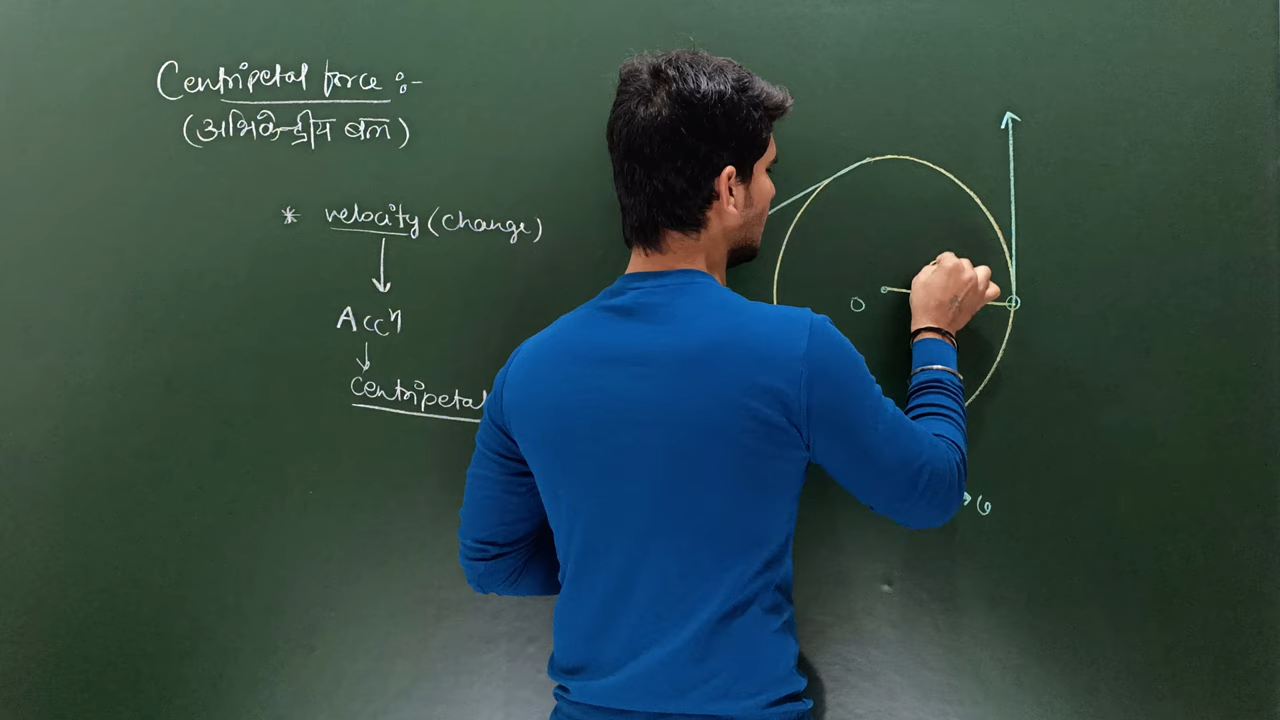 Centripetal force :-
(अभिकेन्द्रीय बल)
* velocity (change)
Accⁿ
Centripetal
O